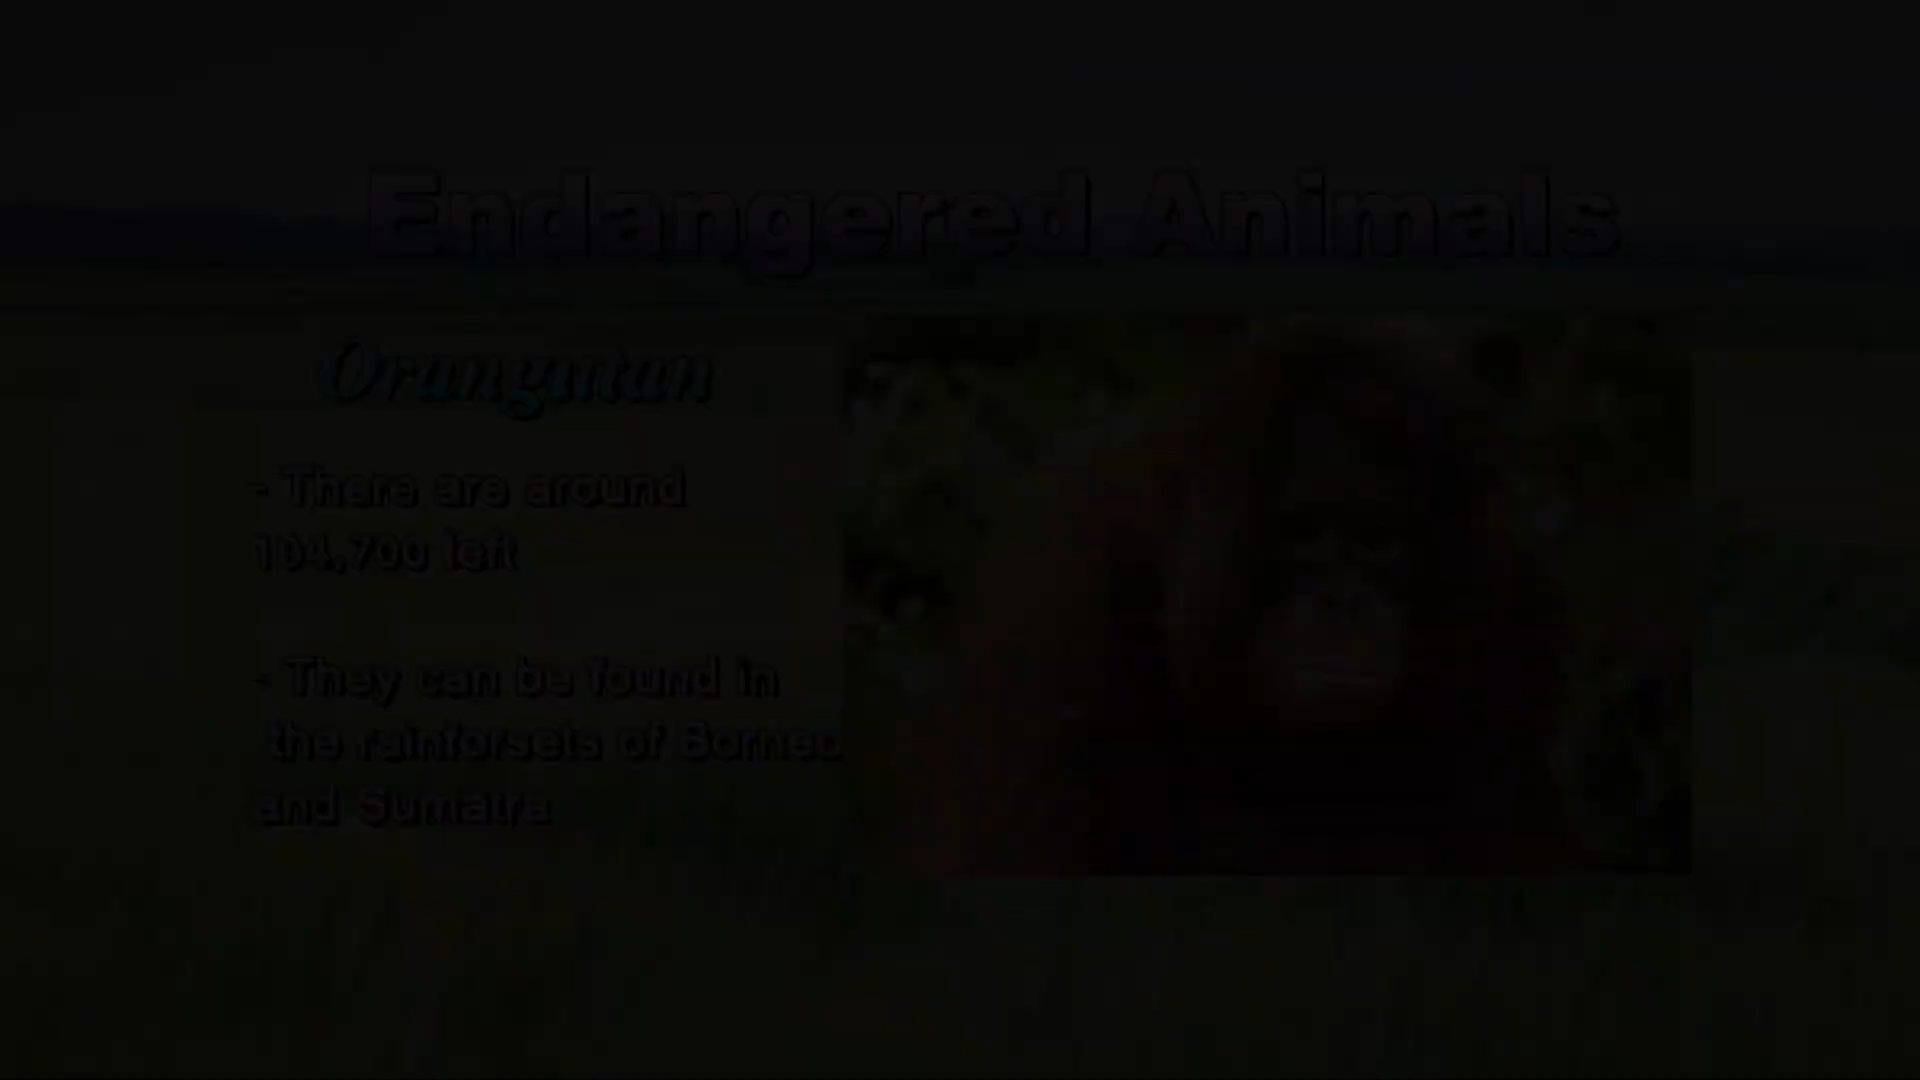 Endangered Animals
Orangutan
- There are around
104,700 left
- They can be found in
the rainforsets of Borneo
and Sumatra